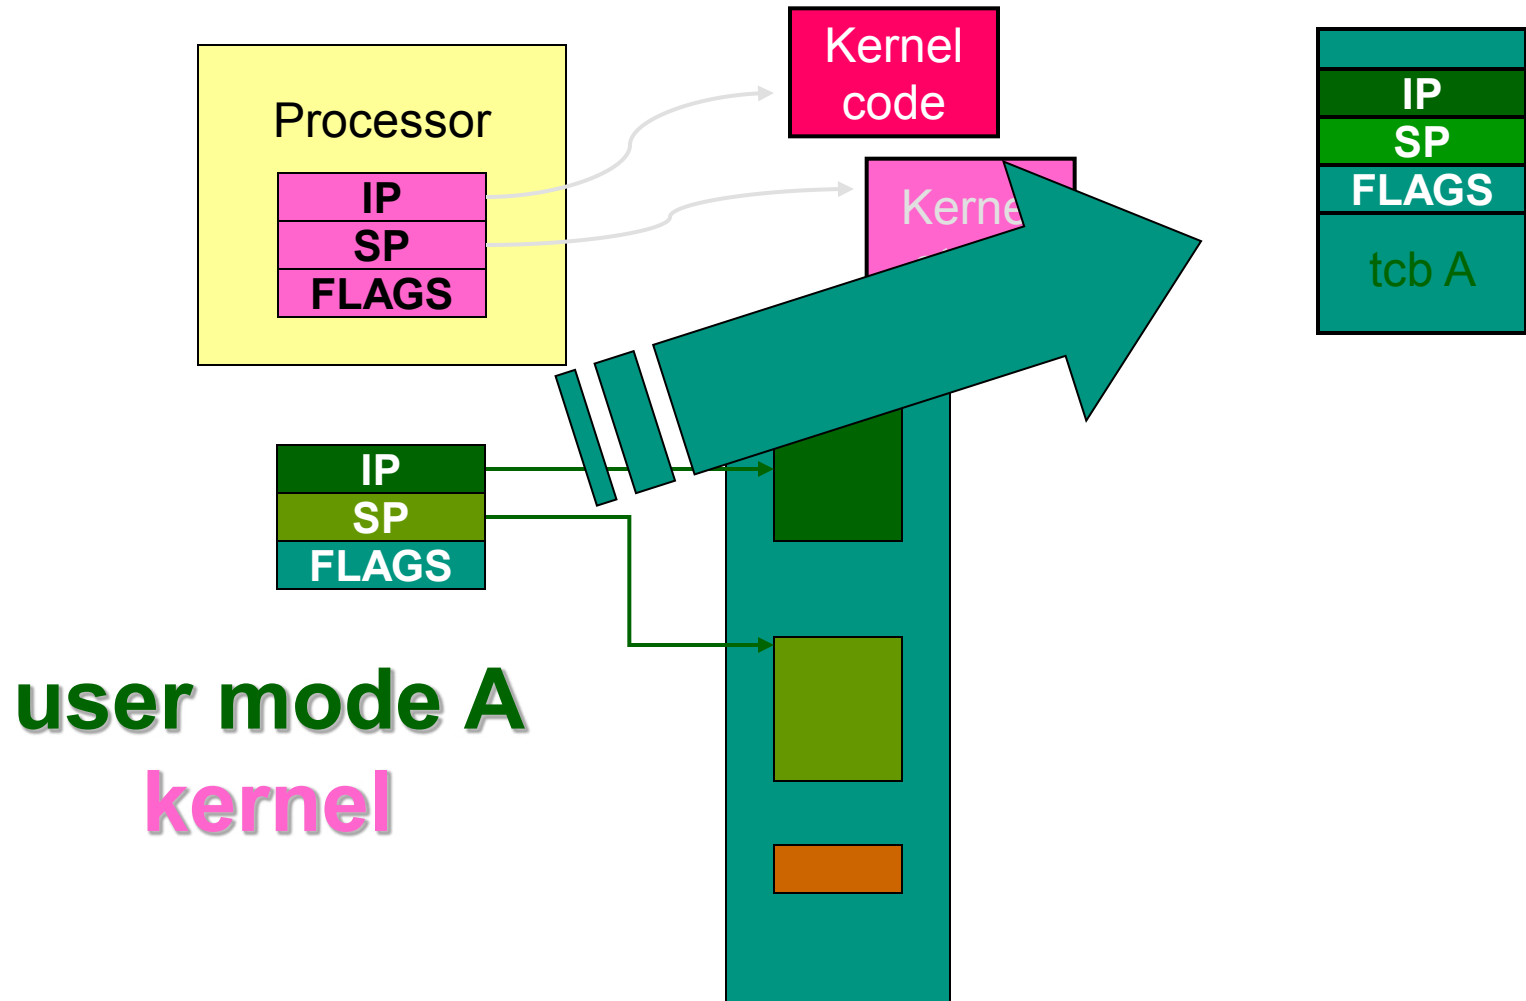 Processor
IP
SP
FLAGS
Kernel
code
IP
SP
FLAGS
tcb A
IP
SP
FLAGS
user mode A
kernel